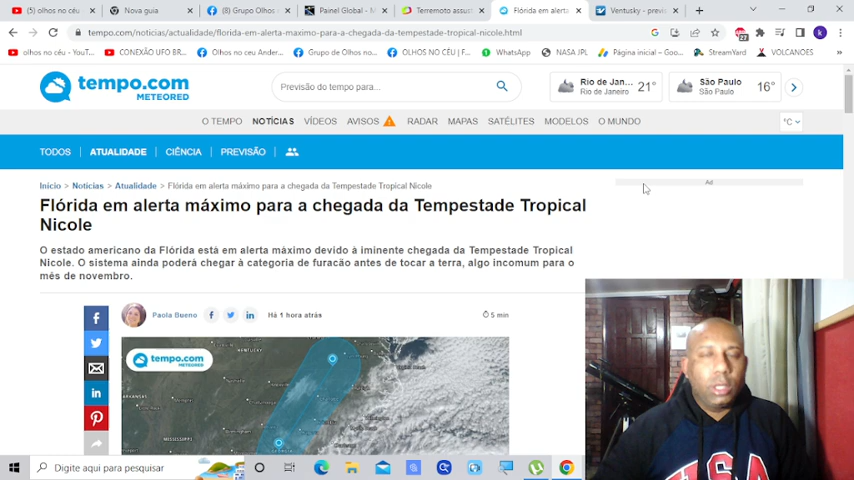 (5) olhos no céu
Nova guia
(8) Grupo Olhos n
Painel Global - M
Terremoto assust
Flórida em alerta
Ventusky - previs
tempo.com/noticias/actualidade/florida-em-alerta-maximo-para-a-chegada-da-tempestade-tropical-nicole.html
olhos no céu - YouT...
CONEXÃO UFO BR...
Olhos no ceu Ander...
Grupo de Olhos no...
OLHOS NO CÉU | F...
WhatsApp
NASA JPL
Página inicial – Go...
StreamYard
VOLCANOES
tempo.com
METEORED
Previsão do tempo para...
Rio de Jan...
Rio de Janeiro
21°
São Paulo
São Paulo
16°
O TEMPO NOTÍCIAS VÍDEOS AVISOS RADAR MAPAS SATÉLITES MODELOS O MUNDO
°C
TODOS ATUALIDADE CIÊNCIA PREVISÃO
Início > Notícias > Atualidade > Flórida em alerta máximo para a chegada da Tempestade Tropical Nicole
Ad
Flórida em alerta máximo para a chegada da Tempestade Tropical
Nicole
O estado americano da Flórida está em alerta máximo devido à iminente chegada da Tempestade Tropical
Nicole. O sistema ainda poderá chegar à categoria de furacão antes de tocar a terra, algo incomum para o
mês de novembro.
Paola Bueno
Há 1 hora atrás
5 min
tempo.com
METEORED
KENTUCKY
MISSISSIPPI
USA
Digite aqui para pesquisar